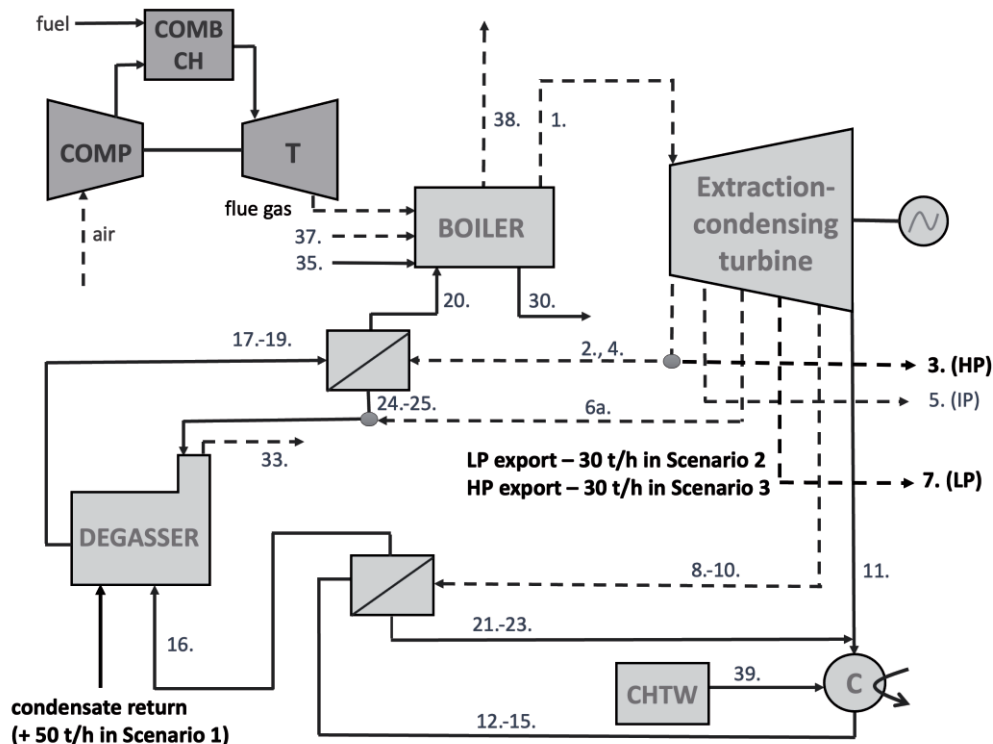 fuel
COMB
CH
COMP
T
air
flue gas
38.
1.
37.
35.
BOILER
Extraction-
condensing
turbine
20.
30.
17.-19.
2., 4.
3. (HP)
24.-25.
6a.
5. (IP)
33.
LP export – 30 t/h in Scenario 2
HP export – 30 t/h in Scenario 3
7. (LP)
DEGASSER
8.-10.
11.
21.-23.
16.
CHTW
39.
C
condensate return
(+ 50 t/h in Scenario 1)
12.-15.